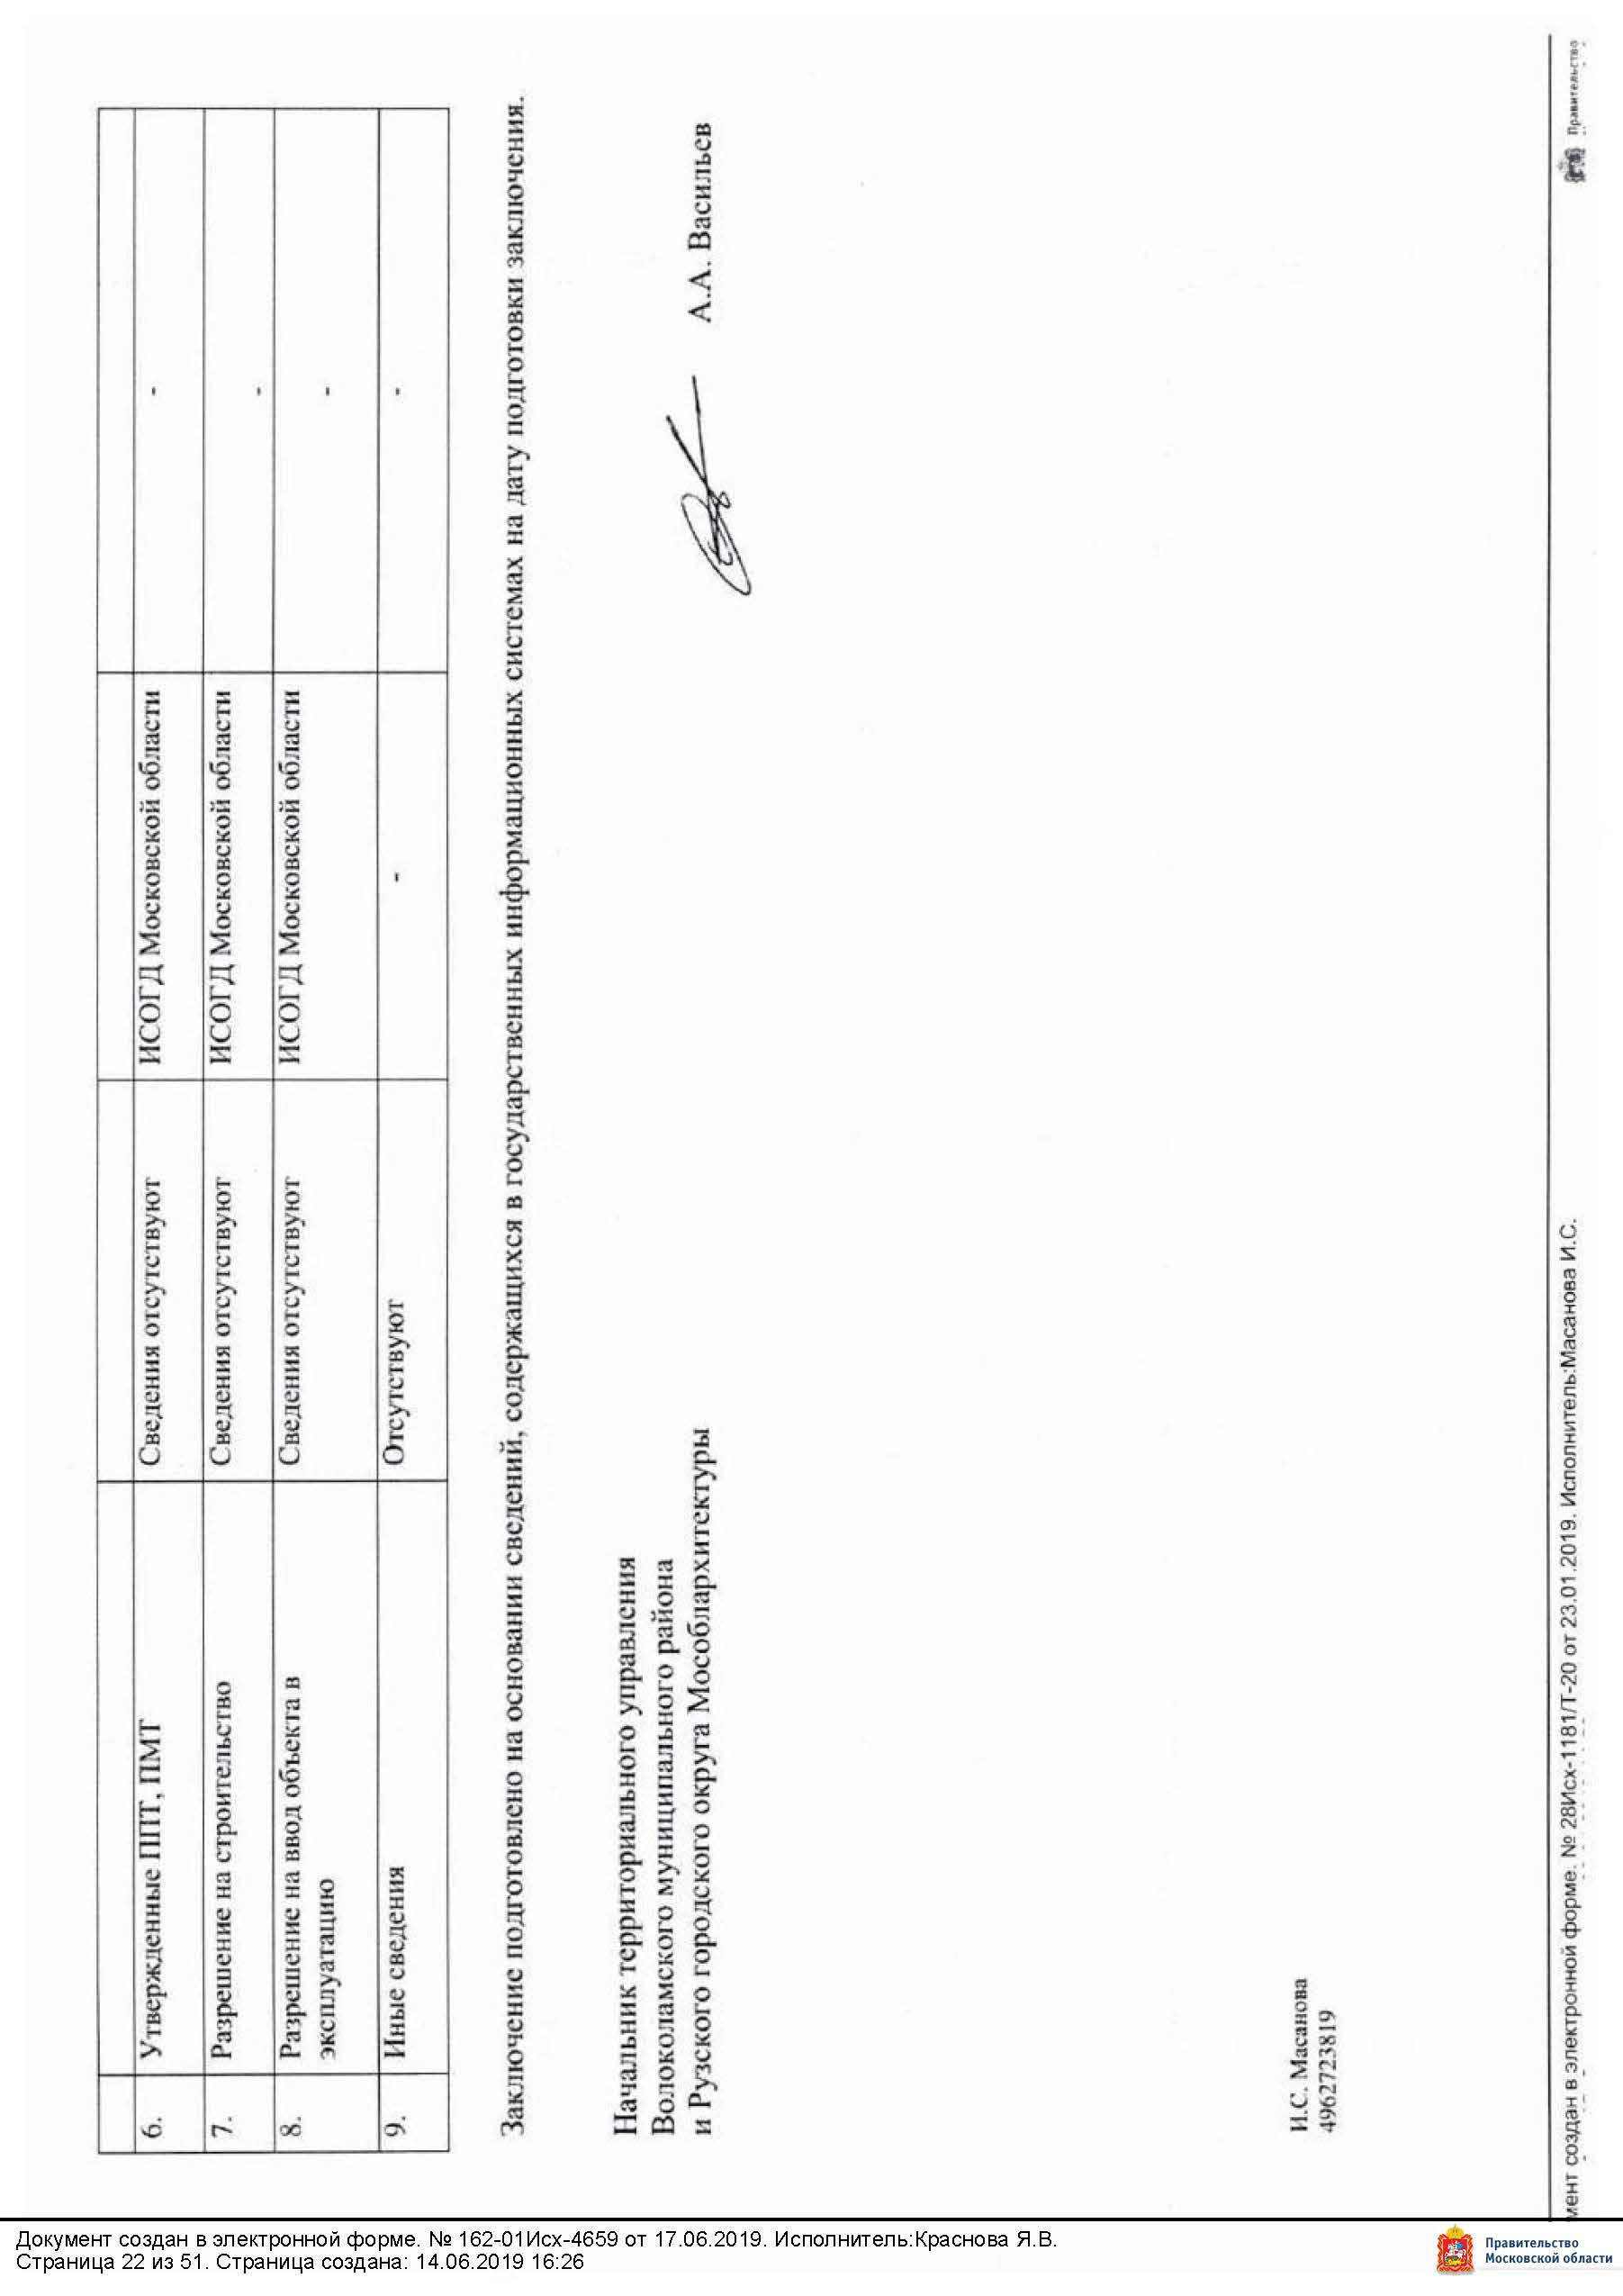 6. Утвержденные ППТ, ПМТ Сведения отсутствуют ИСОГД Московской области -
7. Разрешение на строительство Сведения отсутствуют ИСОГД Московской области -
8. Разрешение на ввод объекта в Сведения отсутствуют ИСОГД Московской области
эксплуатацию -
9. Иные сведения Отсутствуют - -
Заключение подготовлено на основании сведений, содержащихся в государственных информационных системах на дату подготовки заключения.
Начальник территориального управления
Волоколамского муниципального района
и Рузского городского округа Мособлархитектуры А.А. Васильев
И.С. Масанова
4962723819
мент создан в электронной форме. № 28Исх-1181/Т-20 от 23.01.2019. Исполнитель:Масанова И.С.
Правительство
Документ создан в электронной форме. № 162-01Исх-4659 от 17.06.2019. Исполнитель:Краснова Я.В.
Страница 22 из 51. Страница создана: 14.06.2019 16:26
Правительство
Московской области